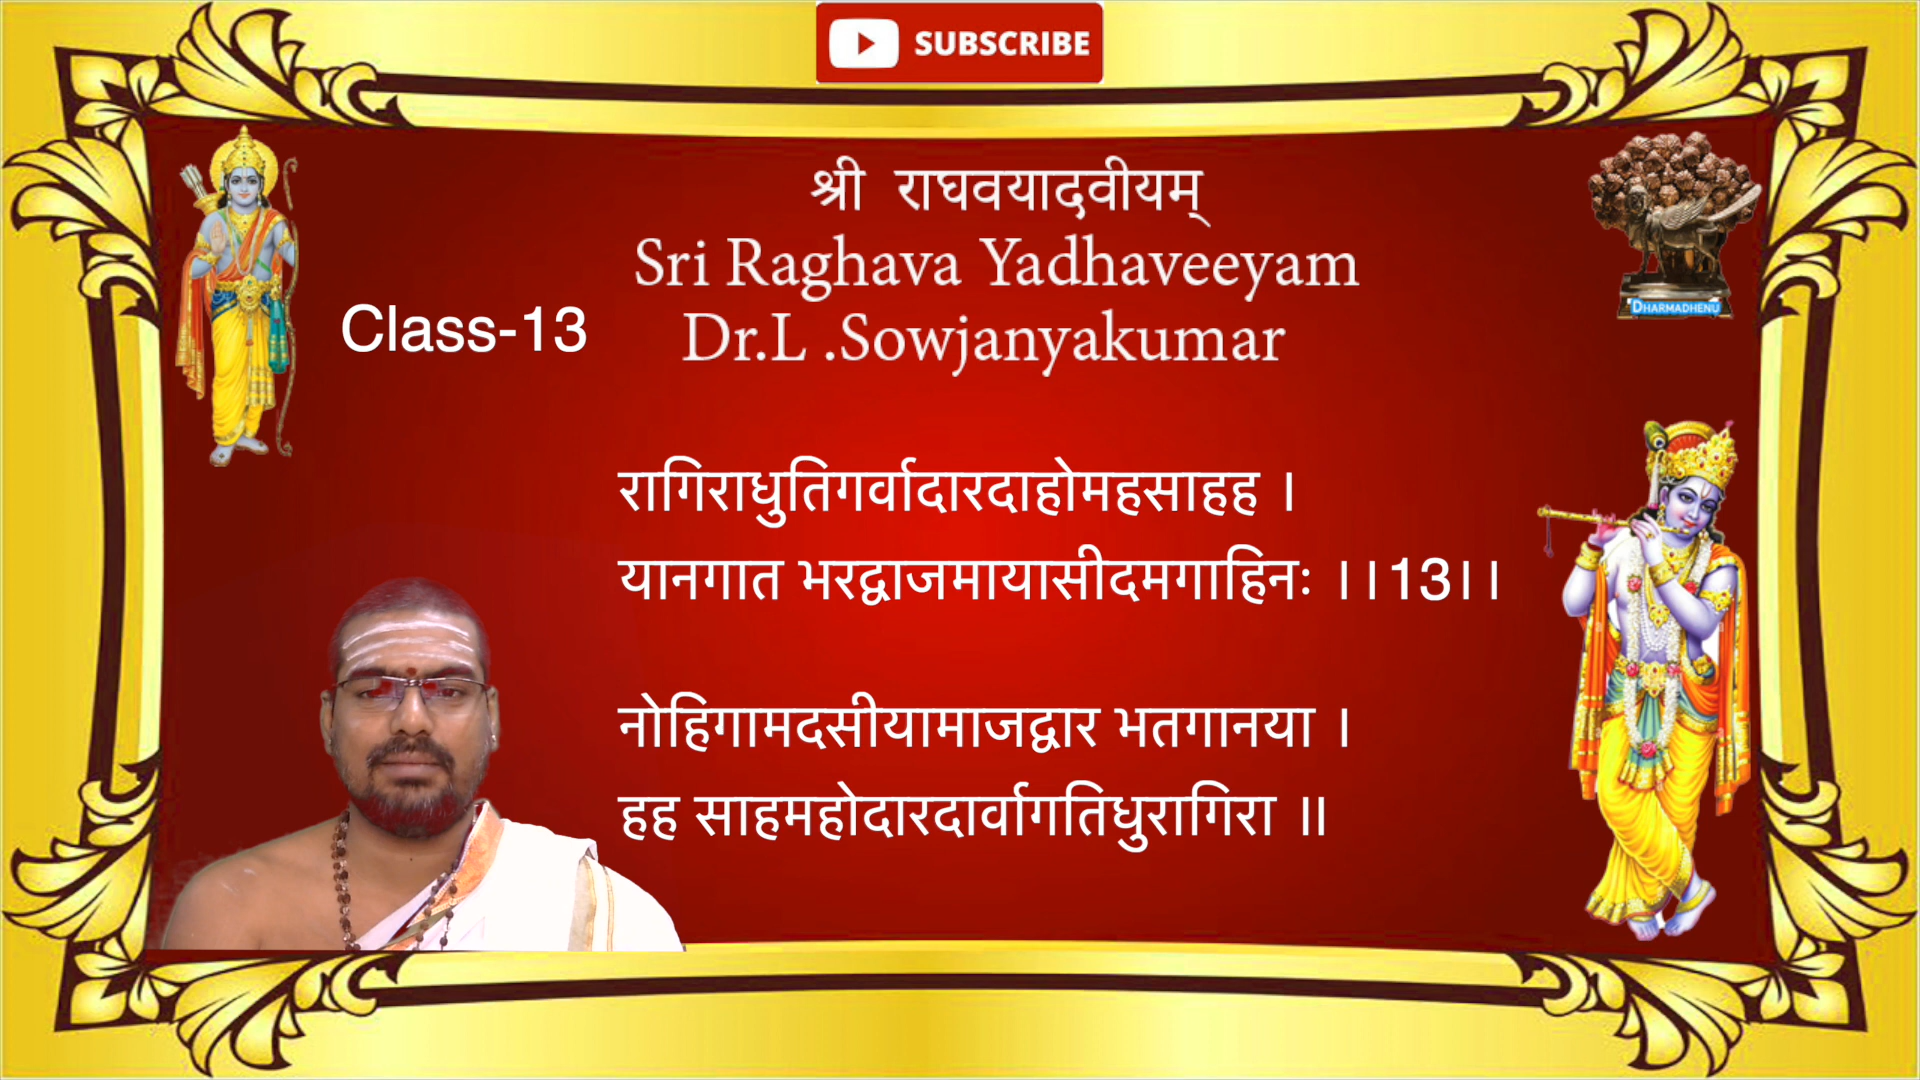 SUBSCRIBE
श्री राघवयादवीयम्
Sri Raghava Yadhaveeyam
Class-13
Dr.L .Sowjanyakumar
DHARMADHENU
रागिराधुतिगर्वादारदाहोमहसाहह ।
यानगात भरद्वाजमायासीदमगाहिनः ।।13।।
नोहिगामदसीयामाजद्वार भतगानया ।
हह साहमहोदारदार्वागतिधुरागिरा ॥